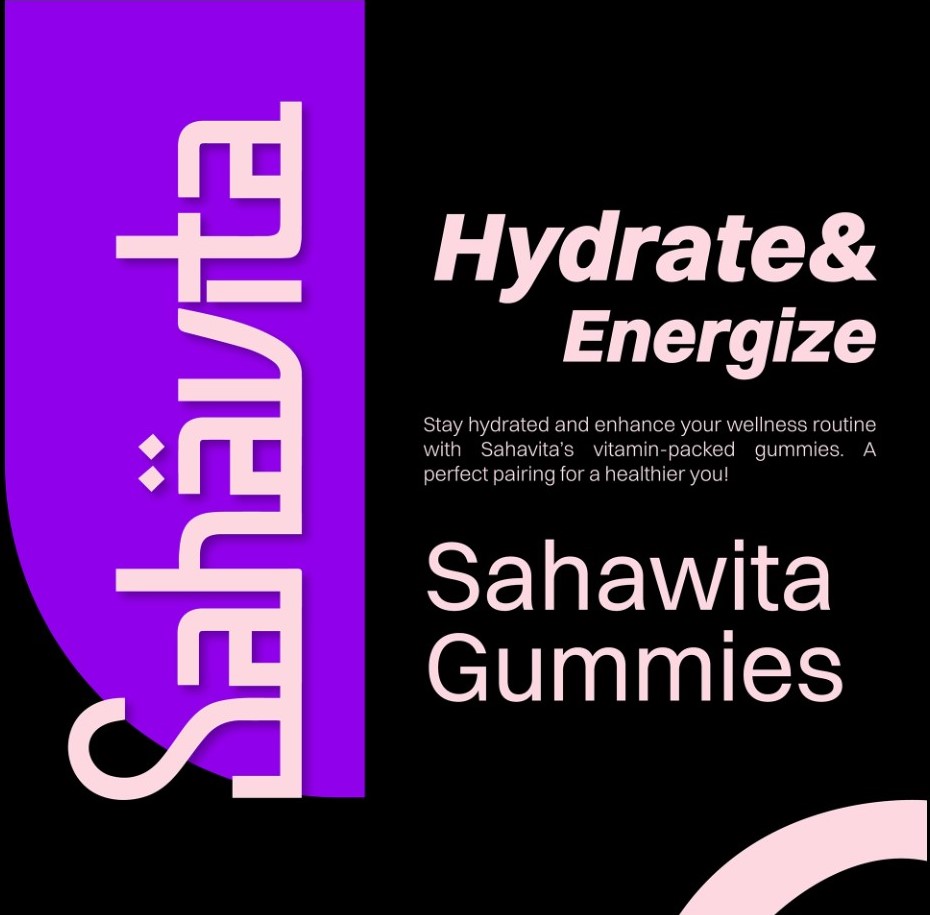 Sahävita
Hydrate&
Energize
Stay hydrated and enhance your wellness routine
with Sahavita’s vitamin-packed gummies. A
perfect pairing for a healthier you!
Sahawita
Gummies